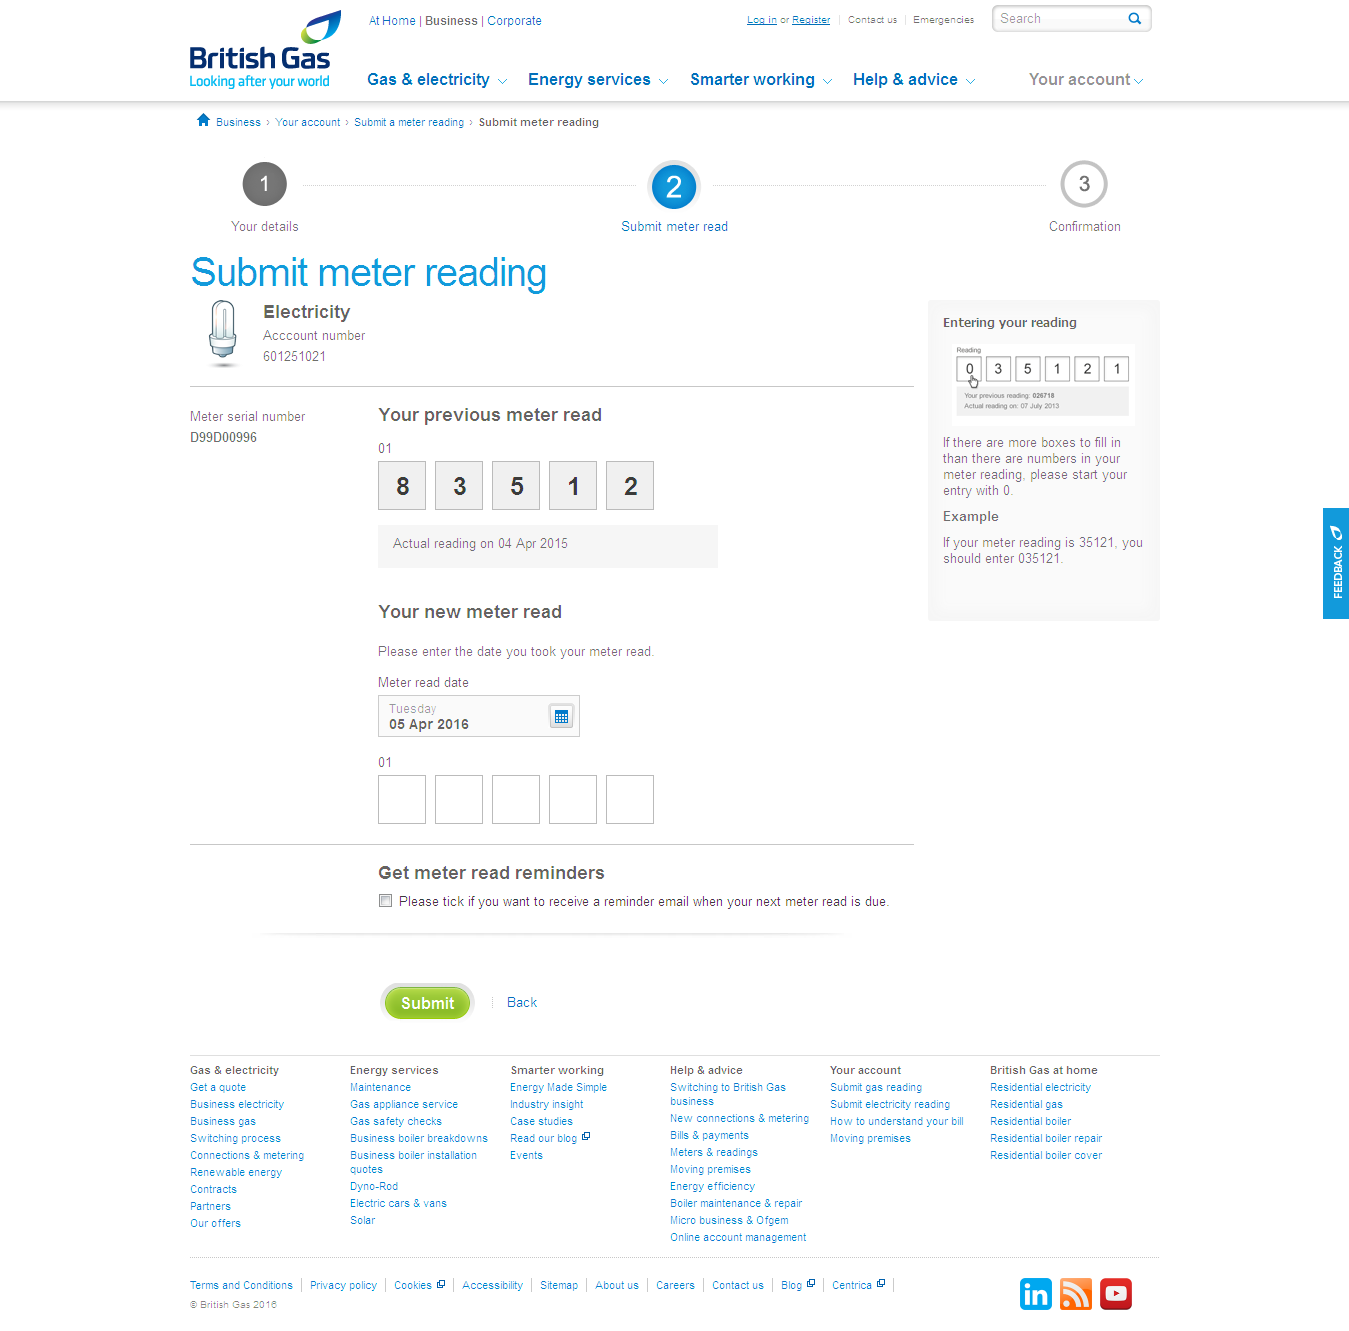 At Home | Business | Corporate
Log in or Register | Contact us | Emergencies
Search
British Gas
Looking after your world
Gas & electricity
Energy services
Smarter working
Help & advice
Your account
Business › Your account › Submit a meter reading › Submit meter reading
1
2
3
Your details
Submit meter read
Confirmation
Submit meter reading
Electricity
Acccount number
601251021
Meter serial number
D99D00996
Your previous meter read
01
8 3 5 1 2
Actual reading on 04 Apr 2015
Your new meter read
Please enter the date you took your meter read.
Meter read date
Tuesday
05 Apr 2016
01
Entering your reading
Reading
0 3 5 1 2 1
Your previous reading: 026718
Actual reading on: 07 July 2013
If there are more boxes to fill in
than there are numbers in your
meter reading, please start your
entry with 0.
Example
If your meter reading is 35121, you
should enter 035121.
FEEDBACK
Get meter read reminders
Please tick if you want to receive a reminder email when your next meter read is due.
Submit
Back
Gas & electricity
Get a quote
Business electricity
Business gas
Switching process
Connections & metering
Renewable energy
Contracts
Partners
Our offers
Energy services
Maintenance
Gas appliance service
Gas safety checks
Business boiler breakdowns
Business boiler installation
quotes
Dyno-Rod
Electric cars & vans
Solar
Smarter working
Energy Made Simple
Industry insight
Case studies
Read our blog
Events
Help & advice
Switching to British Gas
business
New connections & metering
Bills & payments
Meters & readings
Moving premises
Energy efficiency
Boiler maintenance & repair
Micro business & Ofgem
Online account management
Your account
Submit gas reading
Submit electricity reading
How to understand your bill
Moving premises
British Gas at home
Residential electricity
Residential gas
Residential boiler
Residential boiler repair
Residential boiler cover
Terms and Conditions | Privacy policy | Cookies | Accessibility | Sitemap | About us | Careers | Contact us | Blog | Centrica |
© British Gas 2016
in